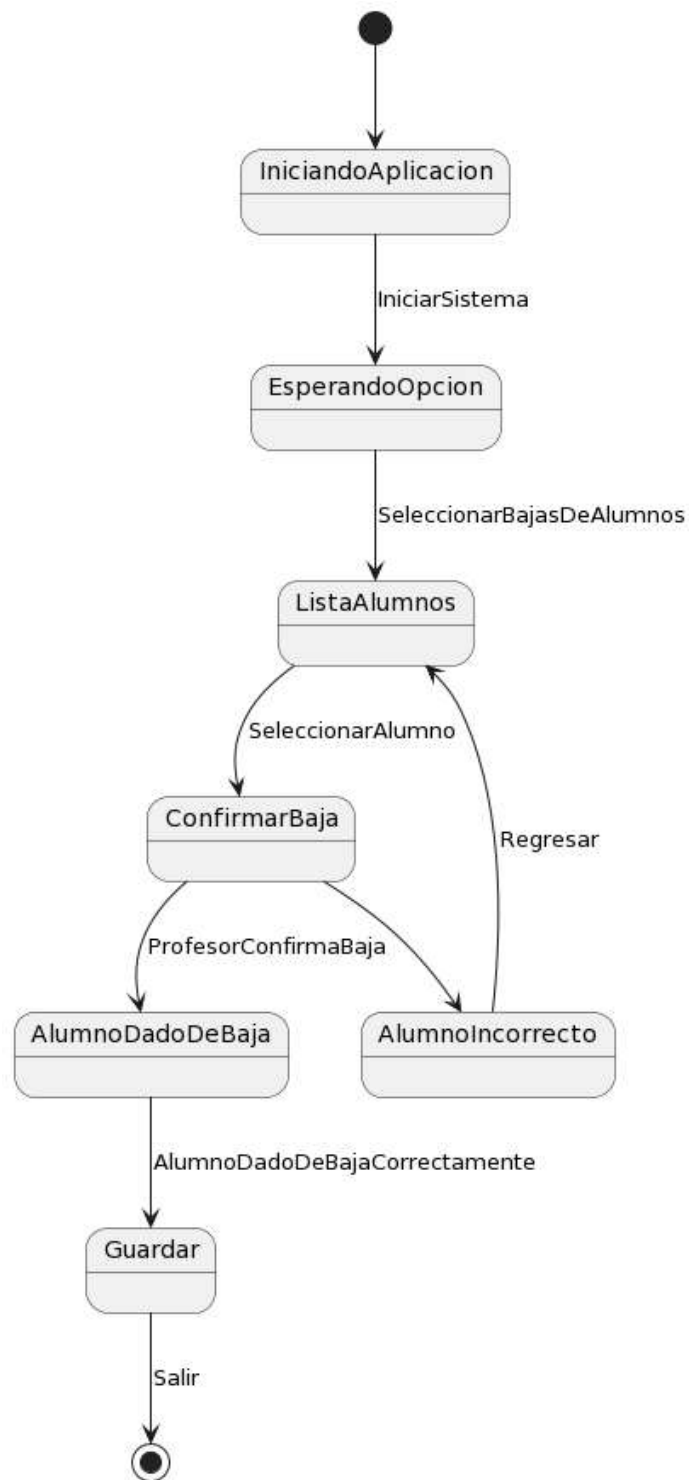 IniciandoAplicacion
IniciarSistema
EsperandoOpcion
SeleccionarBajasDeAlumnos
ListaAlumnos
SeleccionarAlumno
ConfirmarBaja
Regresar
ProfesorConfirmaBaja
AlumnoDadoDeBaja
AlumnoIncorrecto
AlumnoDadoDeBajaCorrectamente
Guardar
Salir